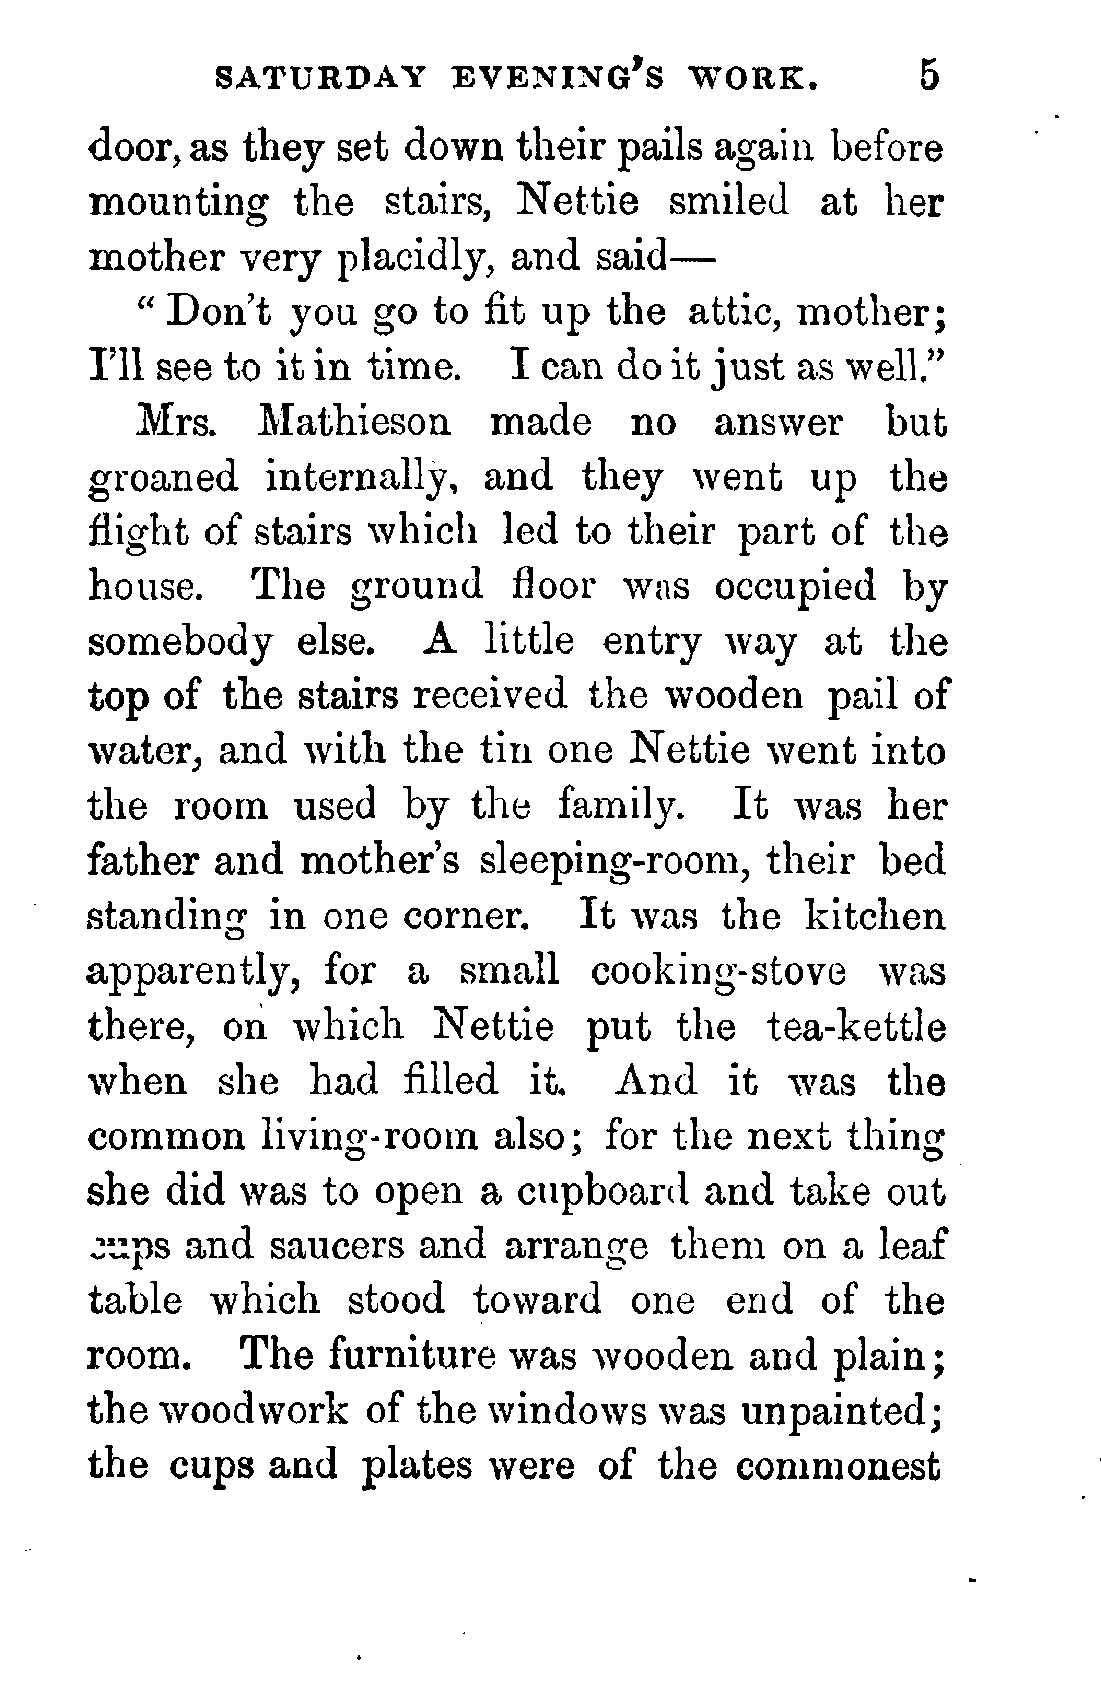 SATURDAY EVENING'S WORK. 5
door, as they set down their pails again before
mounting the stairs, Nettie smiled at her
mother very placidly, and said—
“ Don't you go to fit up the attic, mother;
I'll see to it in time. I can do it just as well.”
Mrs. Mathieson made no answer but
groaned internally, and they went up the
flight of stairs which led to their part of the
house. The ground floor was occupied by
somebody else. A little entry way at the
top of the stairs received the wooden pail of
water, and with the tin one Nettie went into
the room used by the family. It was her
father and mother's sleeping-room, their bed
standing in one corner. It was the kitchen
apparently, for a small cooking-stove was
there, on which Nettie put the tea-kettle
when she had filled it. And it was the
common living-room also; for the next thing
she did was to open a cupboard and take out
cups and saucers and arrange them on a leaf
table which stood toward one end of the
room. The furniture was wooden and plain;
the woodwork of the windows was unpainted;
the cups and plates were of the commonest